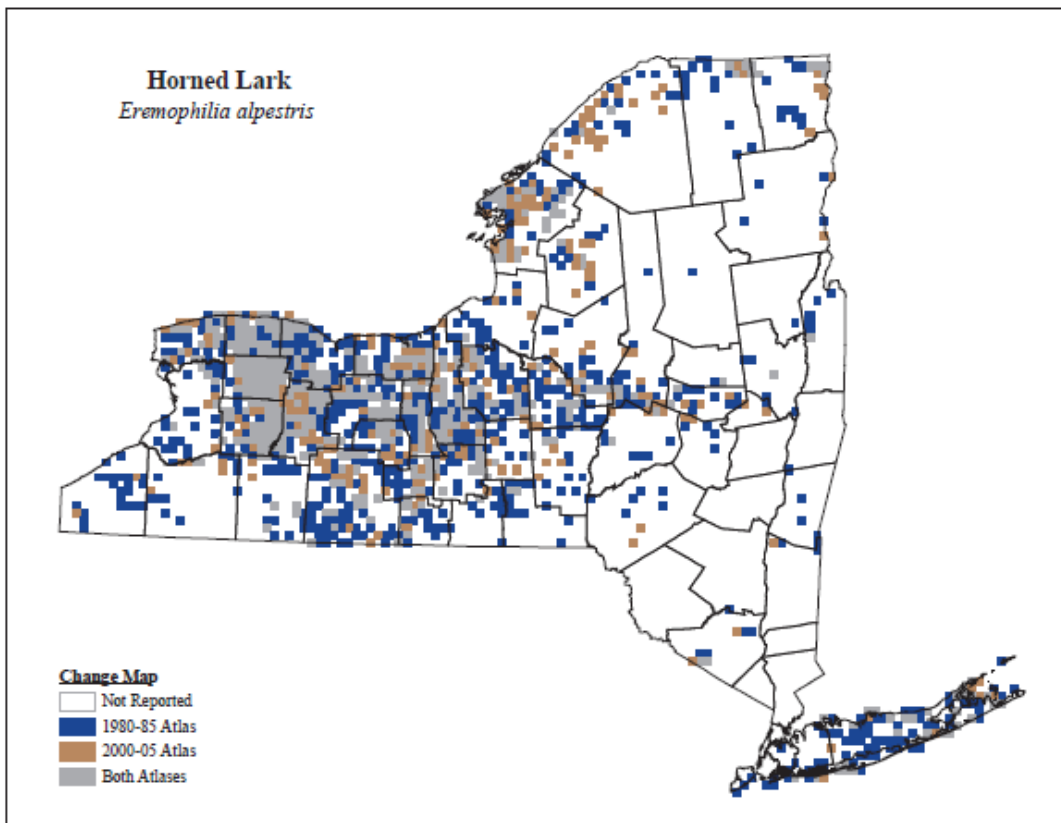 Horned Lark
Eremophilia alpestris
Change Map
Not Reported
1980-85 Atlas
2000-05 Atlas
Both Atlases